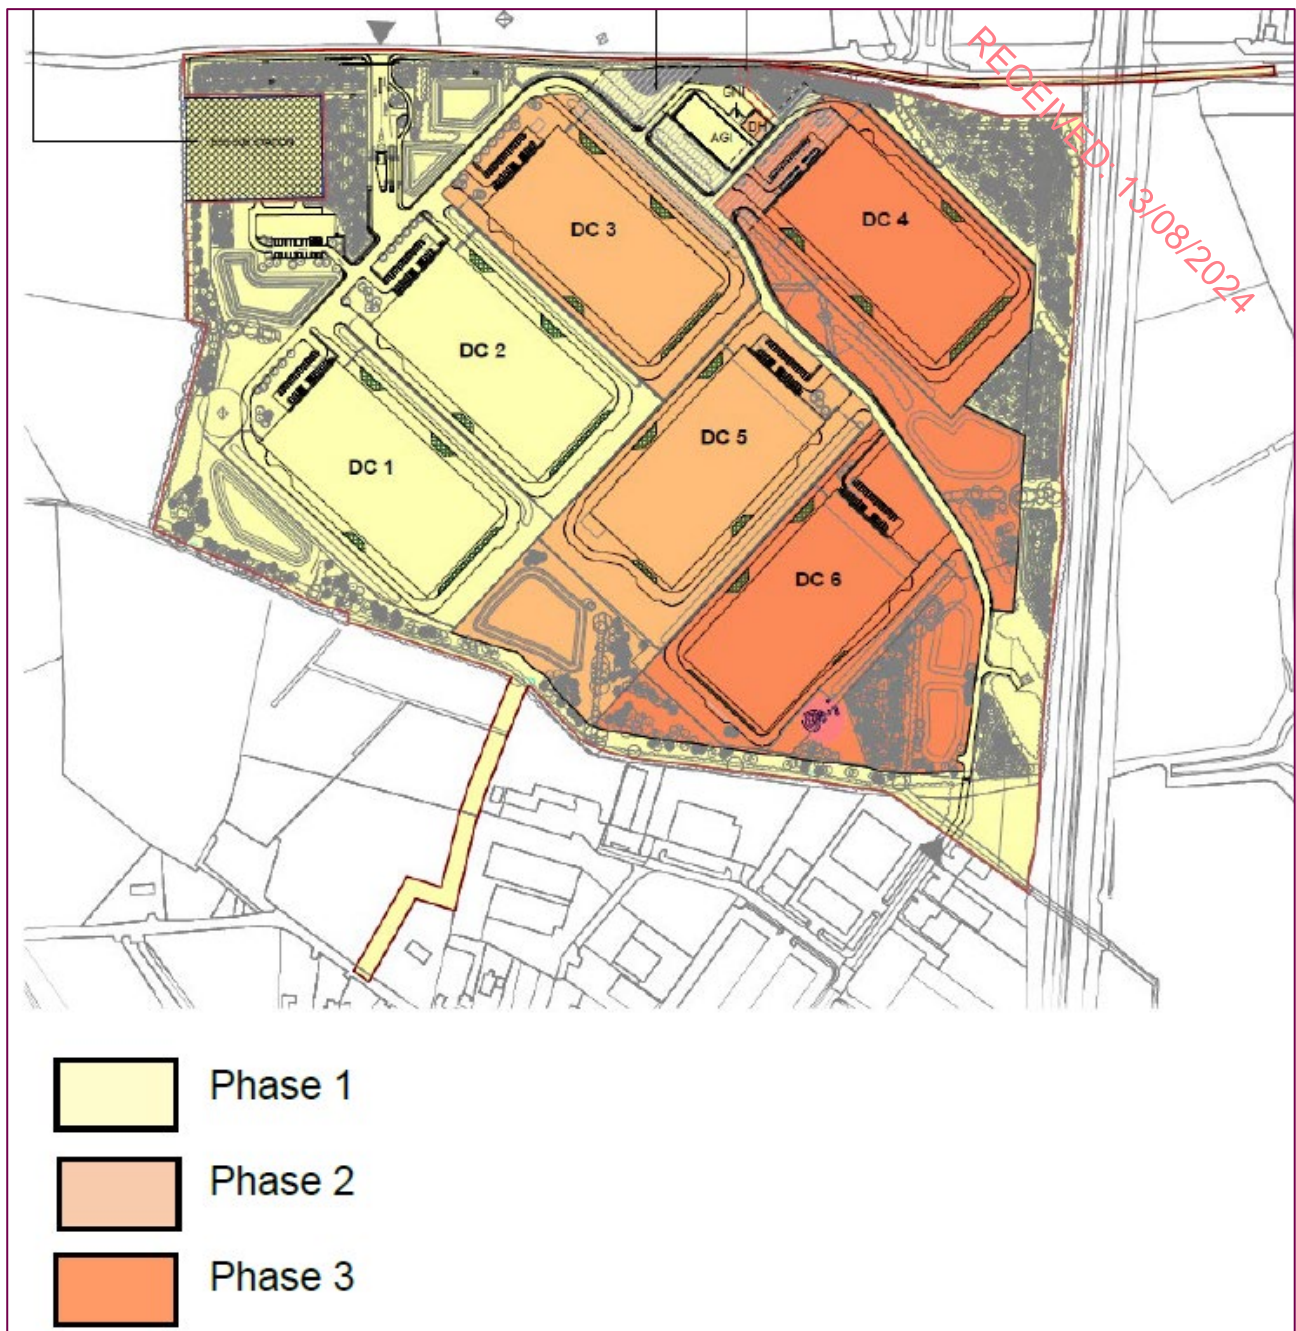 RECEIVED: 13/08/2024
GNI
DH
AGI
DC 3
DC 4
DC 2
DC 5
DC 1
DC 6
Phase 1
Phase 2
Phase 3